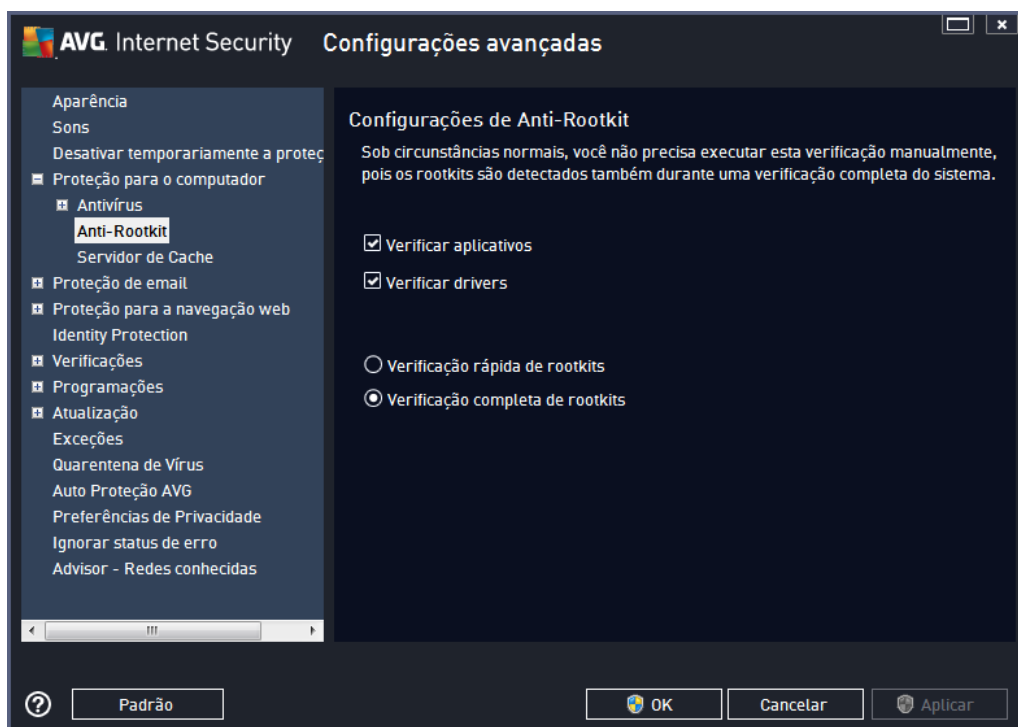 AVG. Internet Security Configurações avançadas
Aparência
Sons
Desativar temporariamente a proteç
Proteção para o computador
Antivírus
Anti-Rootkit
Servidor de Cache
Proteção de email
Proteção para a navegação web
Identity Protection
Verificações
Programações
Atualização
Exceções
Quarentena de Vírus
Auto Proteção AVG
Preferências de Privacidade
Ignorar status de erro
Advisor - Redes conhecidas
Configurações de Anti-Rootkit
Sob circunstâncias normais, você não precisa executar esta verificação manualmente,
pois os rootkits são detectados também durante uma verificação completa do sistema.
Verificar aplicativos
Verificar drivers
Verificação rápida de rootkits
Verificação completa de rootkits
? Padrão OK Cancelar Aplicar